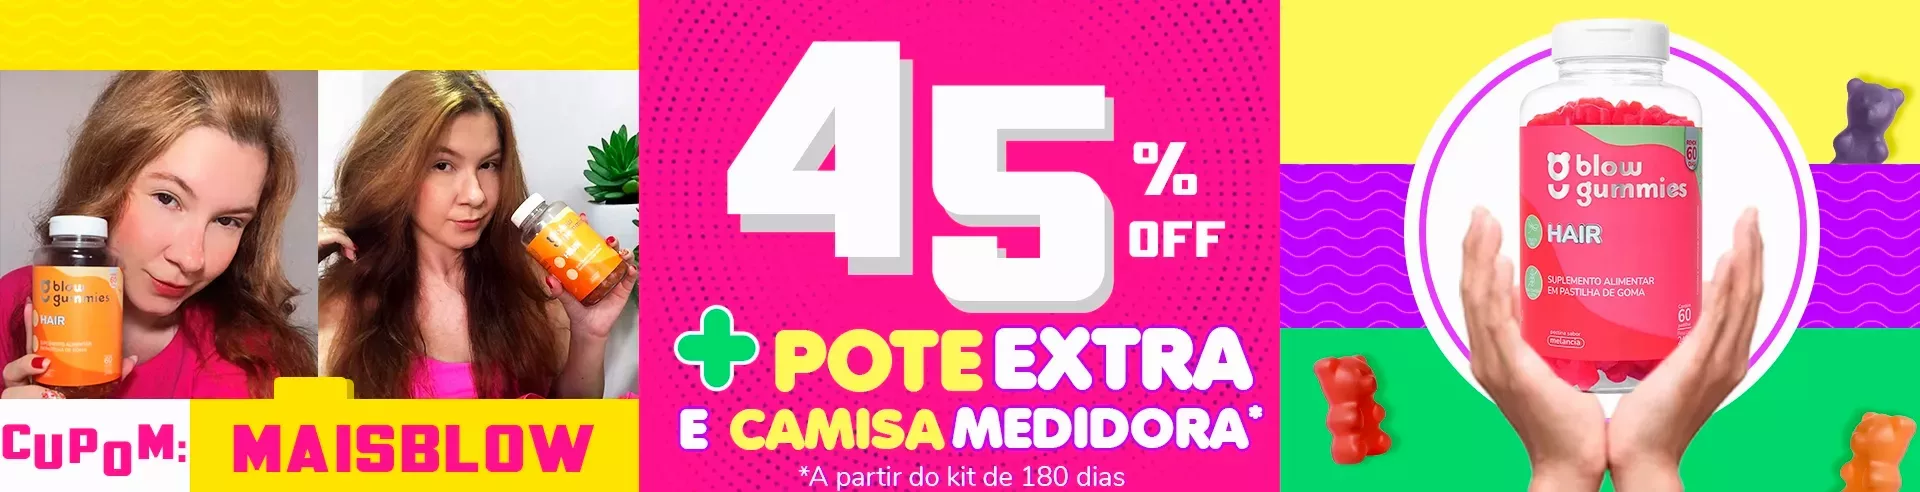 blow
gummies
HAIR
CUPOM:
MAISBLOW
45
%
OFF
+ POTE EXTRA
E CAMISA MEDIDORA*
*A partir do kit de 180 dias
60
blow
gummies
HAIR
SUPLEMENTO ALIMENTAR
EM PASTILHA DE GOMA
60
melancia